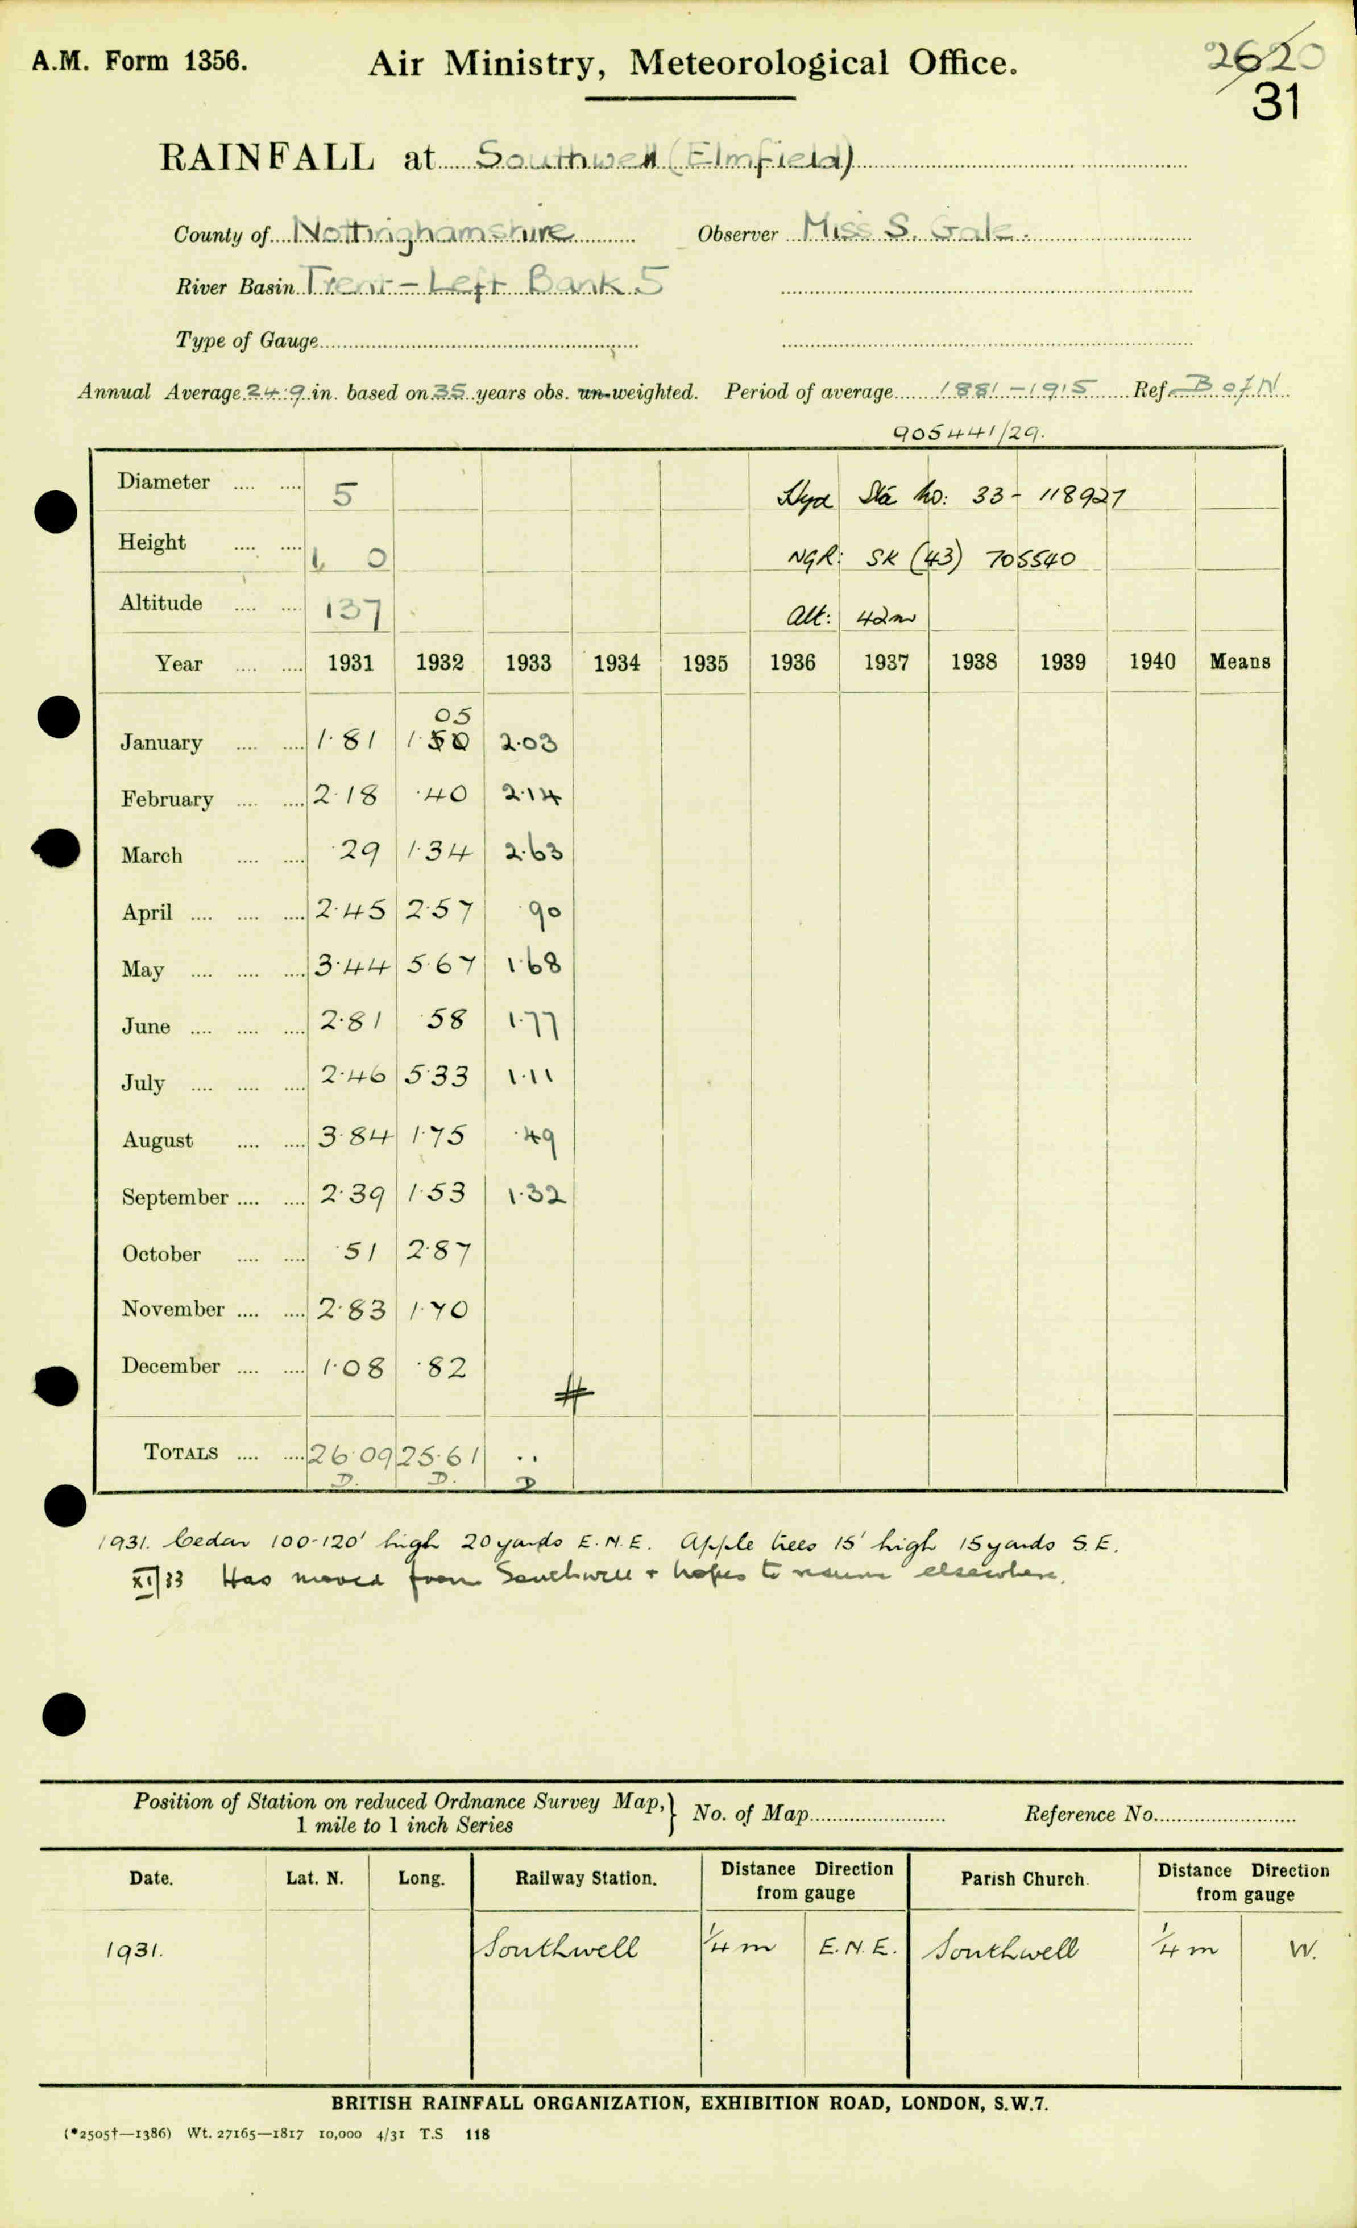 A.M. Form 1356. Air Ministry, Meteorological Office. 2620
31
RAINFALL at Southwell (Elmfield)
County of Nottinghamshire Observer Miss S. Gale.
River Basin Trent - Left Bank 5
Type of Gauge
Annual Average 24.9 in. based on 35 years obs. un-weighted. Period of average 1881-1915 Ref. B of N
905441/29.
Diameter .... .... 5 Hyd Sta No: 33- 118927
Height .... .... 1 0 NGR: SK (43) 705540
Altitude .... .... 137 Alt: 42m
Year .... .... 1931 1932 1933 1934 1935 1936 1937 1938 1939 1940 Means
05
January .... .... 1.81 1.50 2.03
February .... .... 2.18 .40 2.14
March .... .... .29 1.34 2.63
April .... .... .... 2.45 2.57 .90
May .... .... .... 3.44 5.67 1.68
June .... .... .... 2.81 .58 1.77
July .... .... .... 2.46 5.33 1.11
August .... .... 3.84 1.75 .49
September .... .... 2.39 1.53 1.32
October .... .... .51 2.87
November .... .... 2.83 1.70
December .... .... 1.08 .82
#
TOTALS .... .... 26.09 25.61 ..
D. D. D
1931. Cedar 100-120' high 20 yards E.N.E. Apple trees 15' high 15 yards S.E.
XI/33 Has moved from Southwell + hopes to resume elsewhere.
Position of Station on reduced Ordnance Survey Map, } No. of Map Reference No.
1 mile to 1 inch Series
Date. Lat. N. Long. Railway Station. Distance Direction from gauge Parish Church. Distance Direction from gauge
1931. Southwell 1/4 m E.N.E. Southwell 1/4 m W.
BRITISH RAINFALL ORGANIZATION, EXHIBITION ROAD, LONDON, S.W.7.
(*2505†—1386) Wt. 27165—1817 10,000 4/31 T.S 118